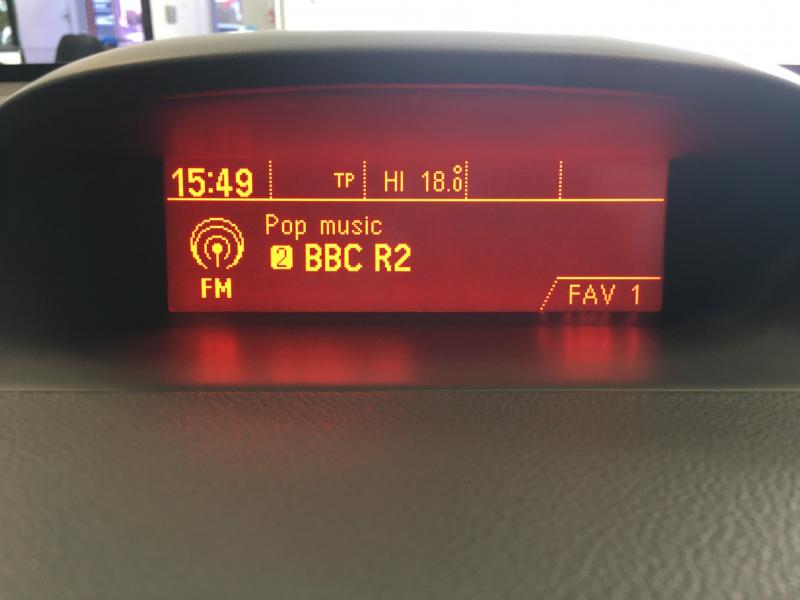 15:49 TP HI 18.0°
Pop music
2 BBC R2
FM
FAV 1